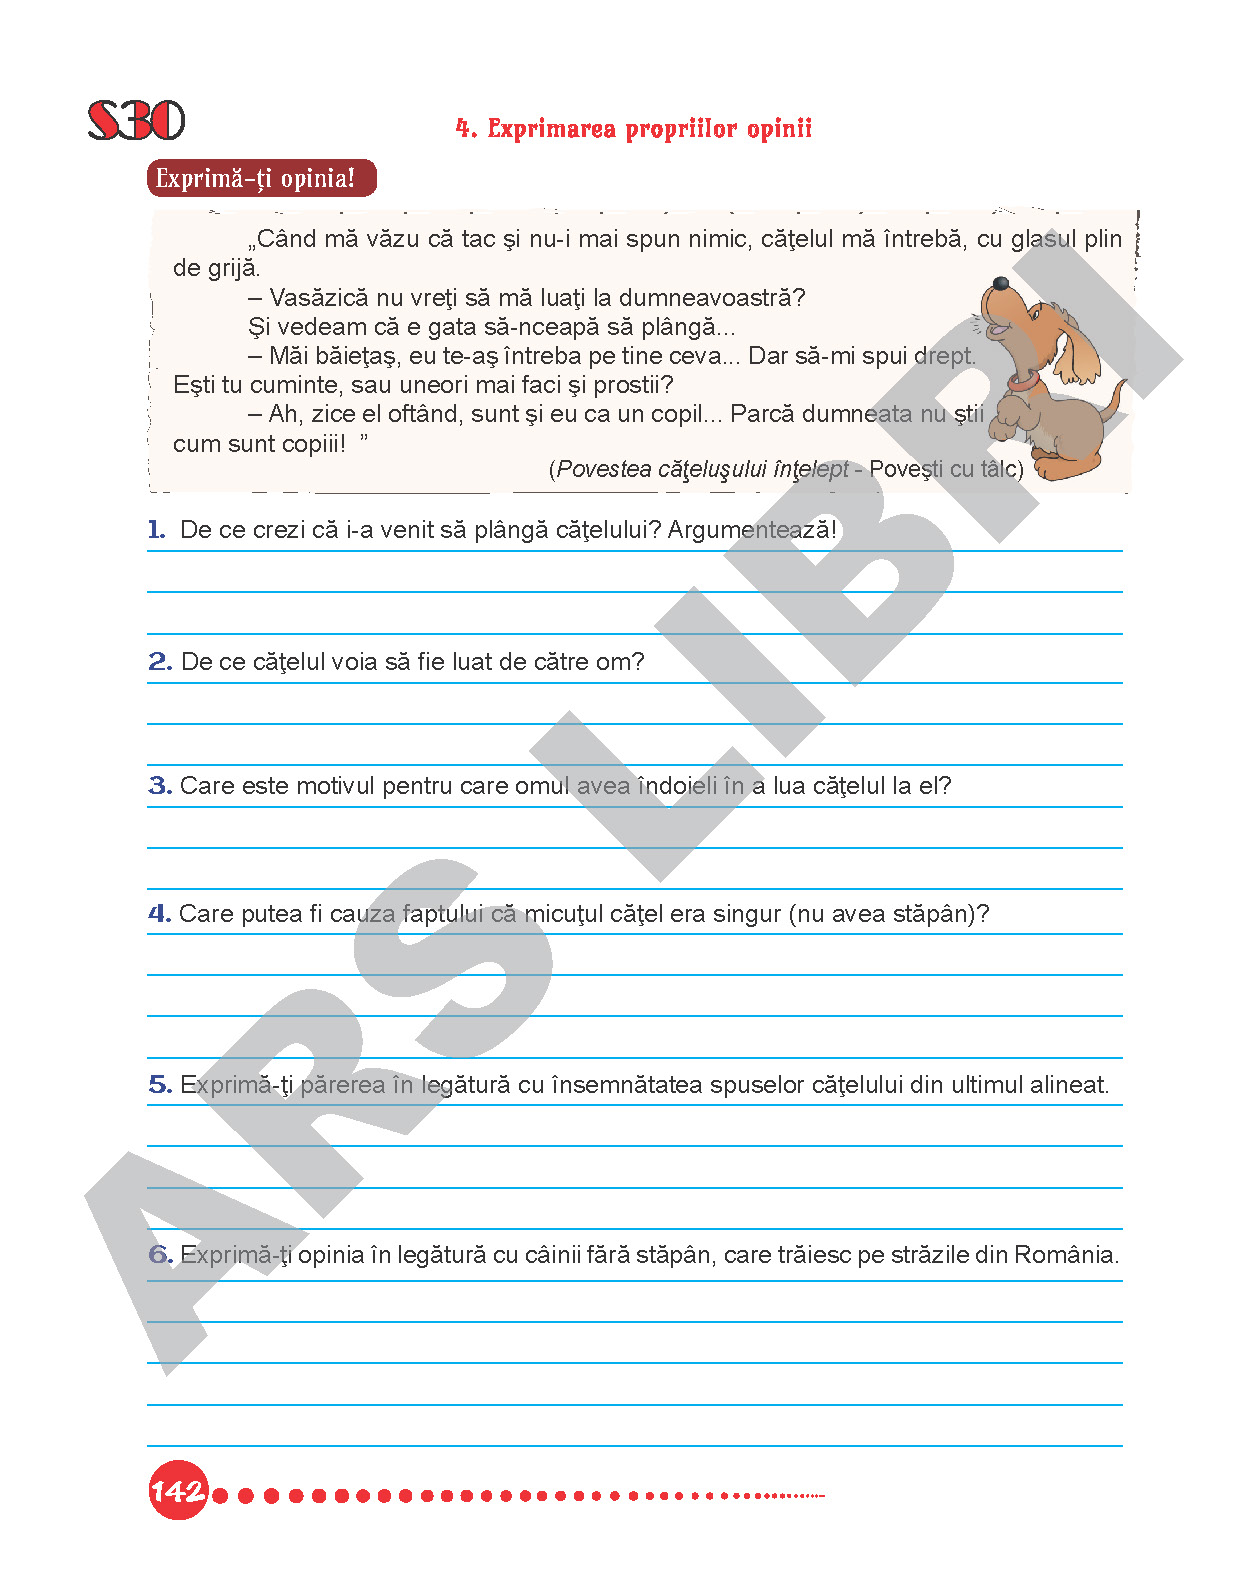 S30
4. Exprimarea propriilor opinii
Exprimă-ţi opinia!
„Când mă văzu că tac şi nu-i mai spun nimic, căţelul mă întrebă, cu glasul plin
de grijă.
– Vasăzică nu vreţi să mă luaţi la dumneavoastră?
Şi vedeam că e gata să-nceapă să plângă...
– Măi băieţaş, eu te-aş întreba pe tine ceva... Dar să-mi spui drept.
Eşti tu cuminte, sau uneori mai faci şi prostii?
– Ah, zice el oftând, sunt şi eu ca un copil... Parcă dumneata nu ştii
cum sunt copiii! ”
(Povestea căţeluşului înţelept - Poveşti cu tâlc)
1. De ce crezi că i-a venit să plângă căţelului? Argumentează!
2. De ce căţelul voia să fie luat de către om?
3. Care este motivul pentru care omul avea îndoieli în a lua căţelul la el?
4. Care putea fi cauza faptului că micuţul căţel era singur (nu avea stăpân)?
5. Exprimă-ţi părerea în legătură cu însemnătatea spuselor căţelului din ultimul alineat.
6. Exprimă-ţi opinia în legătură cu câinii fără stăpân, care trăiesc pe străzile din România.
142
ARS LIBRI